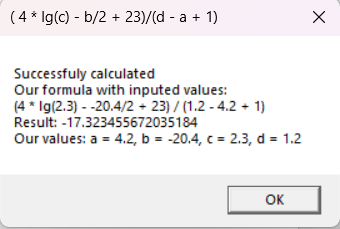 ( 4 * lg(c) - b/2 + 23)/(d - a + 1)
Successfuly calculated
Our formula with inputed values:
(4 * lg(2.3) - -20.4/2 + 23) / (1.2 - 4.2 + 1)
Result: -17.323455672035184
Our values: a = 4.2, b = -20.4, c = 2.3, d = 1.2
OK